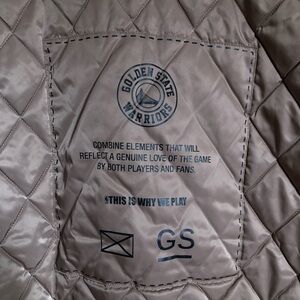 GOLDEN STATE
WARRIORS
COMBINE ELEMENTS THAT WILL
REFLECT A GENUINE LOVE OF THE GAME
BY BOTH PLAYERS AND FANS.
#THIS IS WHY WE PLAY
GS